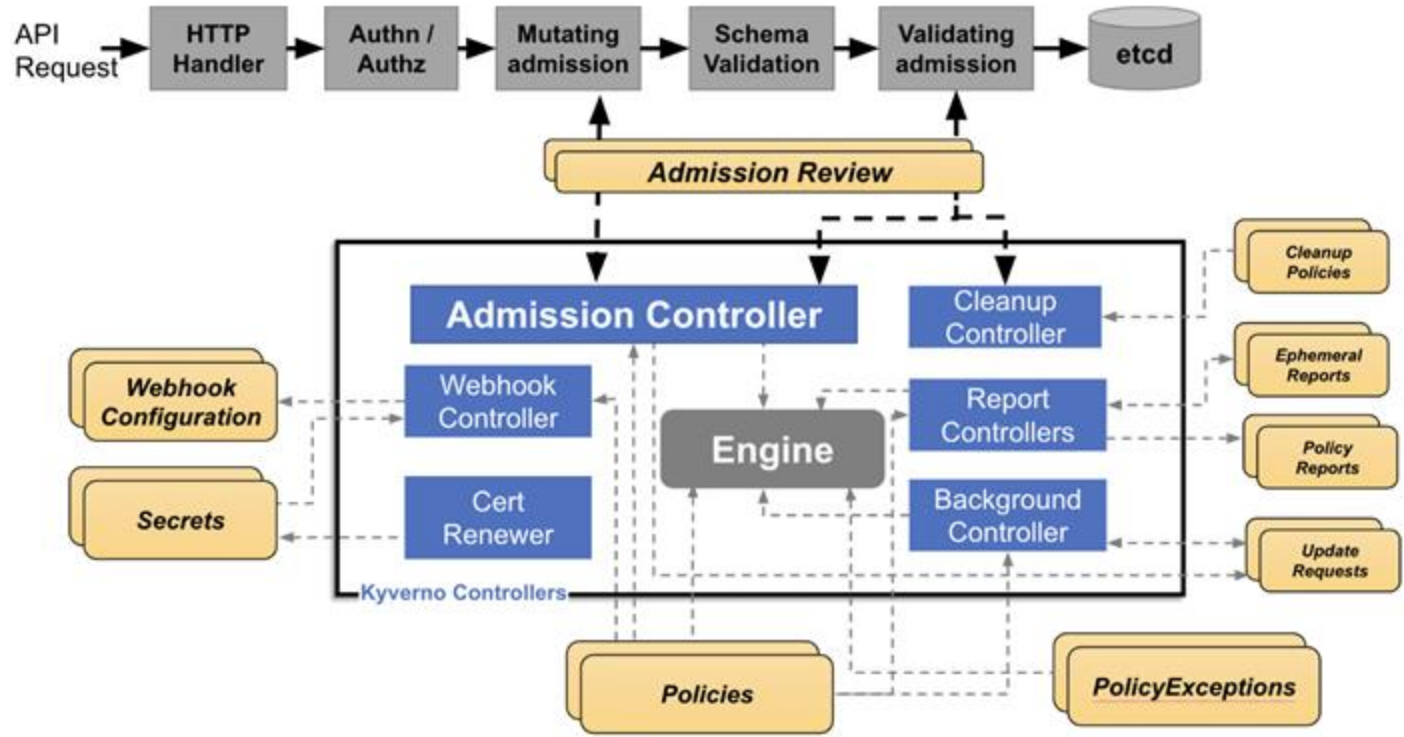 API
Request
HTTP
Handler
Authn /
Authz
Mutating
admission
Schema
Validation
Validating
admission
etcd
Admission Review
Admission Controller
Cleanup
Controller
Cleanup
Policies
Webhook
Configuration
Webhook
Controller
Engine
Report
Controllers
Ephemeral
Reports
Policy
Reports
Secrets
Cert
Renewer
Background
Controller
Update
Requests
Kyverno Controllers
Policies
PolicyExceptions